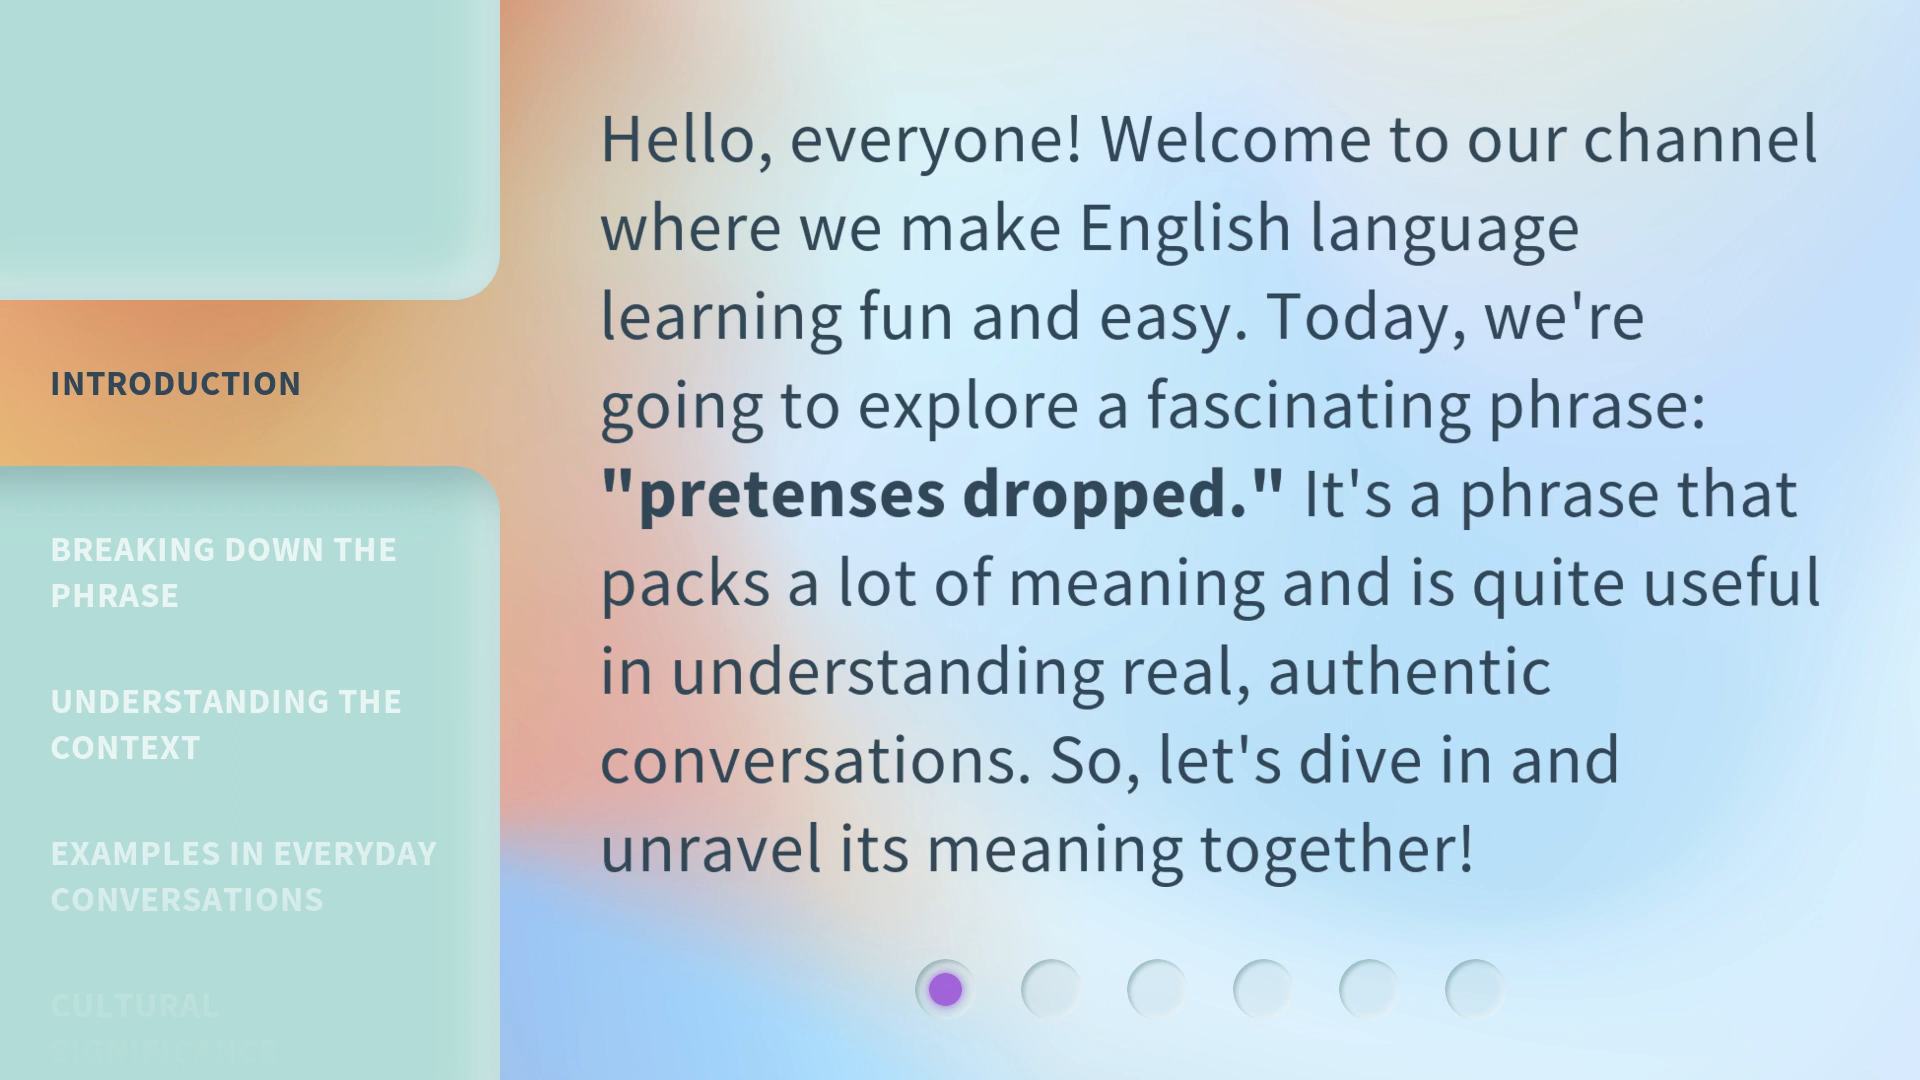 INTRODUCTION
BREAKING DOWN THE
PHRASE
UNDERSTANDING THE
CONTEXT
EXAMPLES IN EVERYDAY
CONVERSATIONS
CULTURAL
SIGNIFICANCE
Hello, everyone! Welcome to our channel
where we make English language
learning fun and easy. Today, we're
going to explore a fascinating phrase:
"pretenses dropped." It's a phrase that
packs a lot of meaning and is quite useful
in understanding real, authentic
conversations. So, let's dive in and
unravel its meaning together!